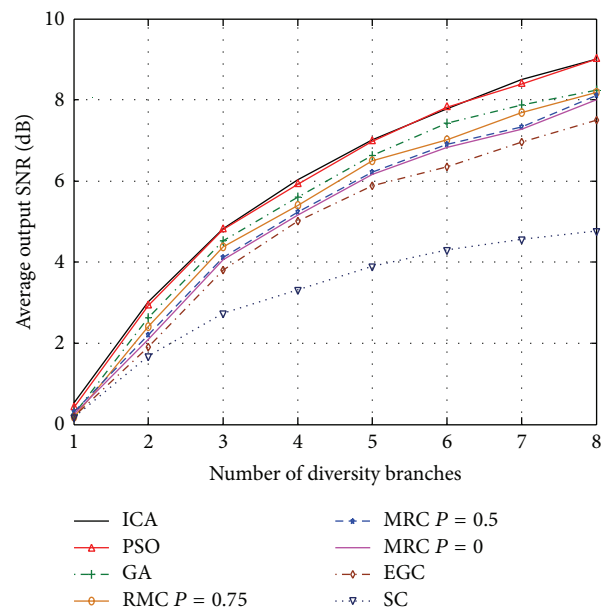 10
8
6
4
2
0
Average output SNR (dB)
1 2 3 4 5 6 7 8
Number of diversity branches
ICA
PSO
GA
RMC P = 0.75
MRC P = 0.5
MRC P = 0
EGC
SC